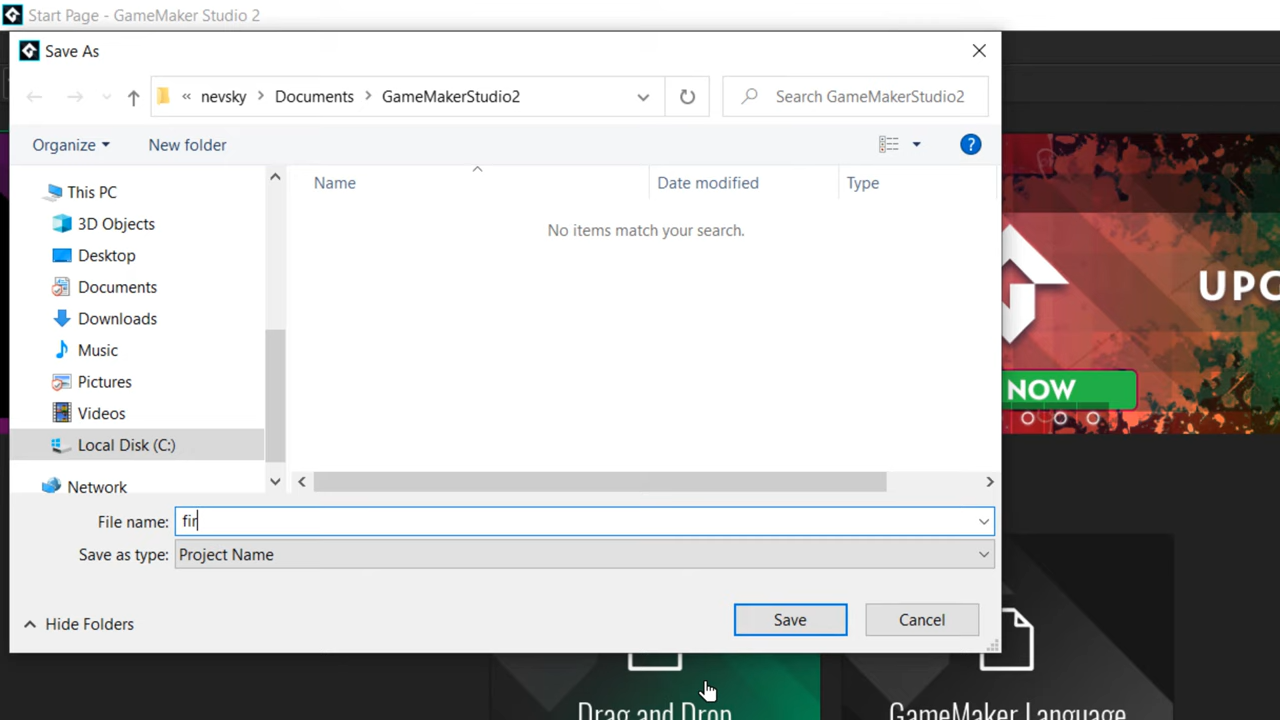 Start Page - GameMaker Studio 2
Save As
« nevsky > Documents > GameMakerStudio2
Search GameMakerStudio2
Organize
New folder
?
Name
Date modified
Type
This PC
3D Objects
Desktop
Documents
Downloads
Music
Pictures
Videos
Local Disk (C:)
Network
No items match your search.
UPG
NOW
File name: fir
Save as type: Project Name
Hide Folders
Save
Cancel
Drag and Drop
GameMaker Language